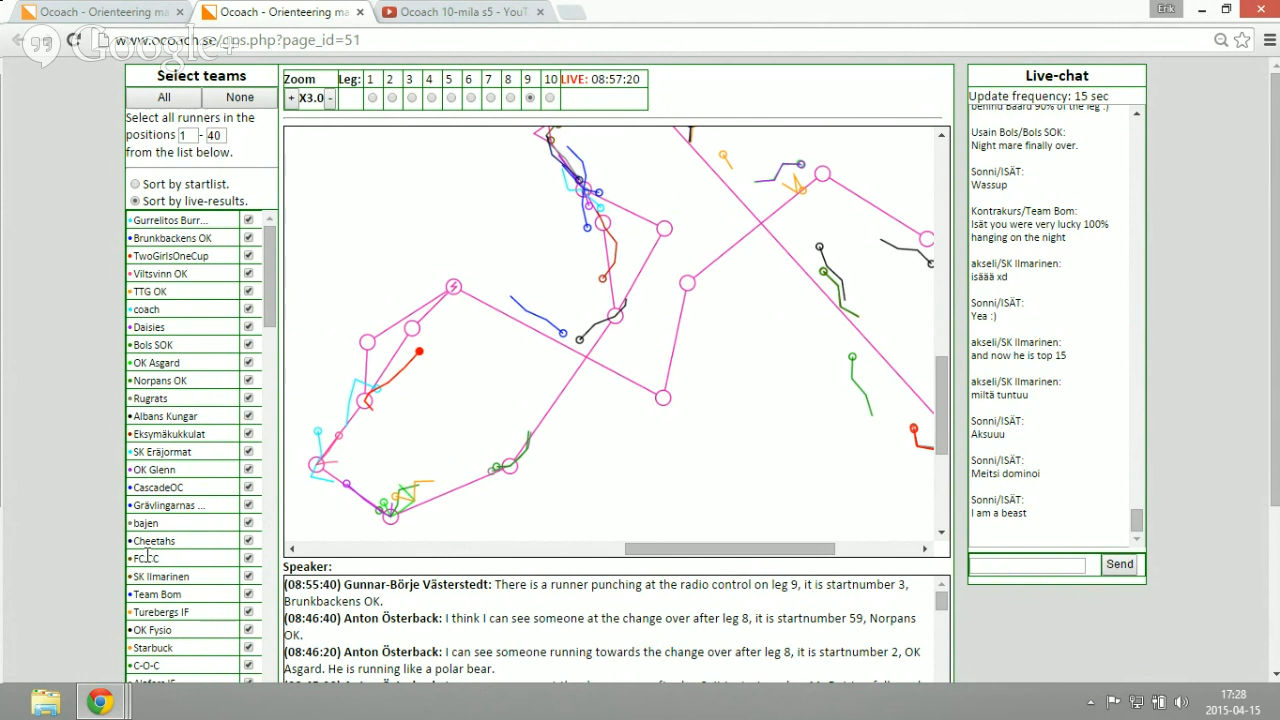 Ocoach - Orienteering ma
Ocoach - Orienteering ma
Ocoach 10-mila s5 - YouT
Erik
Google+
www.ocoach.se/gps.php?page_id=51
Select teams
All
None
Select all runners in the
positions 1 - 40
from the list below.
Sort by startlist.
Sort by live-results.
Gurrelitos Burr...
Brunkbackens OK
TwoGirlsOneCup
Viltsvinn OK
TTG OK
coach
Daisies
Bols SOK
OK Asgard
Norpans OK
Rugrats
Albans Kungar
Eksymäkukkulat
SK Eräjormat
OK Glenn
CascadeOC
Grävlingarnas ...
bajen
Cheetahs
SK Ilmarinen
Team Bom
Turebergs IF
OK Fysio
Starbuck
C-O-C
Zoom
Leg: 1 2 3 4 5 6 7 8 9 10 LIVE: 08:57:20
+ X3.0 -
Speaker:
(08:55:40) Gunnar-Börje Västerstedt: There is a runner punching at the radio control on leg 9, it is startnumber 3,
Brunkbackens OK.
(08:46:40) Anton Österback: I think I can see someone at the change over after leg 8, it is startnumber 59, Norpans
OK.
(08:46:20) Anton Österback: I can see someone running towards the change over after leg 8, it is startnumber 2, OK
Asgard. He is running like a polar bear.
Live-chat
Update frequency: 15 sec
behind Baard 90% of the leg :)
Usain Bols/Bols SOK:
Night mare finally over.
Sonni/ISÄT:
Wassup
Kontrakurs/Team Bom:
Isät you were very lucky 100%
hanging on the night
akseli/SK Ilmarinen:
isäää xd
Sonni/ISÄT:
Yea :)
akseli/SK Ilmarinen:
and now he is top 15
akseli/SK Ilmarinen:
miltä tuntuu
Sonni/ISÄT:
Aksuuu
Sonni/ISÄT:
Meitsi dominoi
Sonni/ISÄT:
I am a beast
Send
17:28
2015-04-15